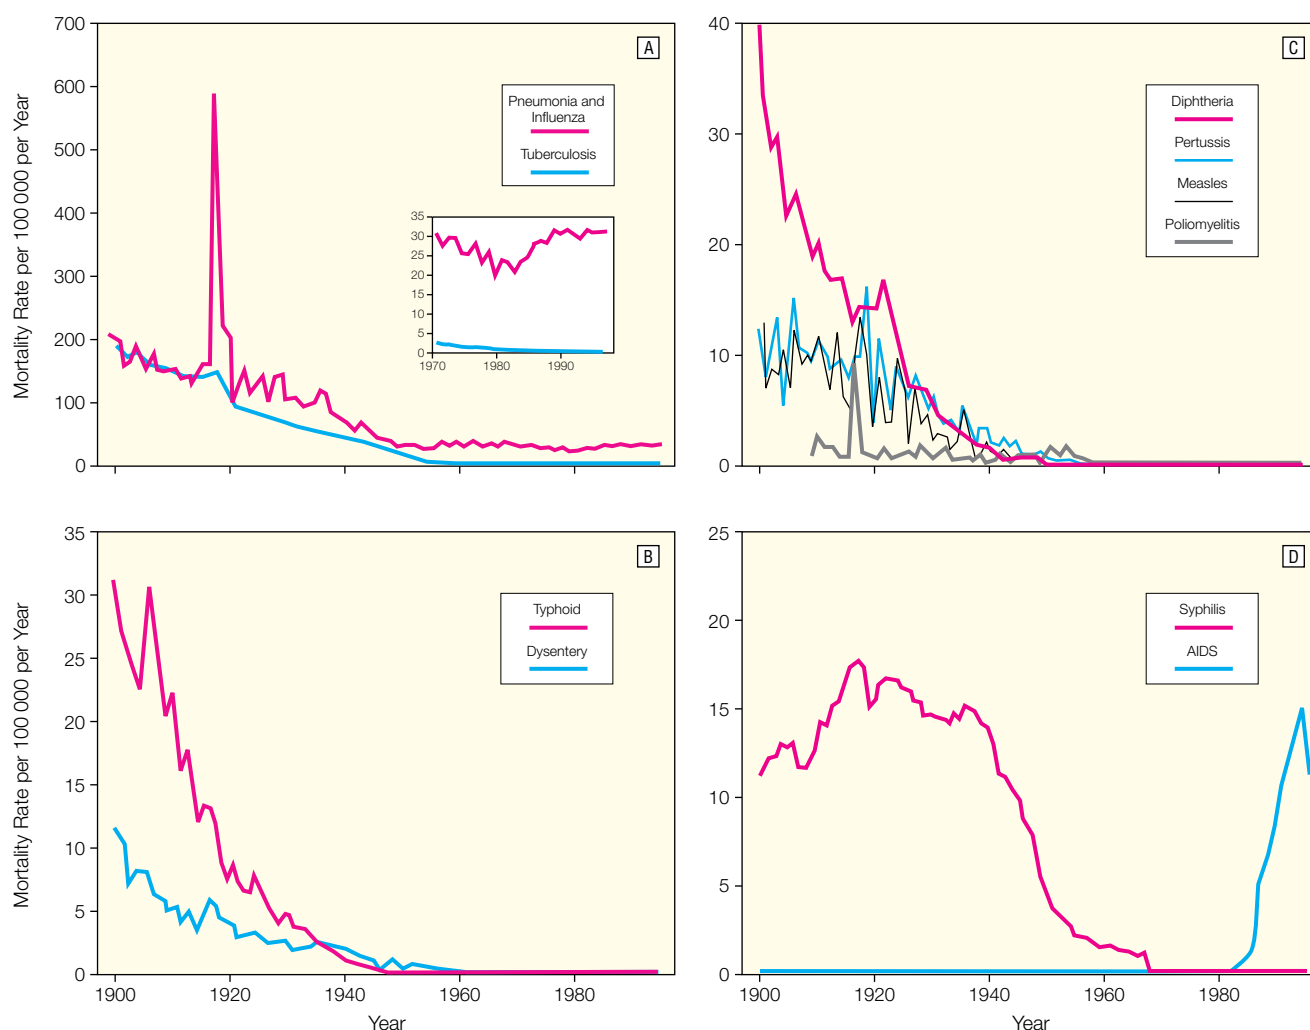 Mortality Rate per 100 000 per Year
700
600
500
400
300
200
100
0
A
Pneumonia and
Influenza
Tuberculosis
35
30
25
20
15
10
5
0
1970
1980
1990
40
30
20
10
0
C
Diphtheria
Pertussis
Measles
Poliomyelitis
Mortality Rate per 100 000 per Year
35
30
25
20
15
10
5
0
B
Typhoid
Dysentery
1900
1920
1940
1960
1980
Year
25
20
15
10
5
0
D
Syphilis
AIDS
1900
1920
1940
1960
1980
Year